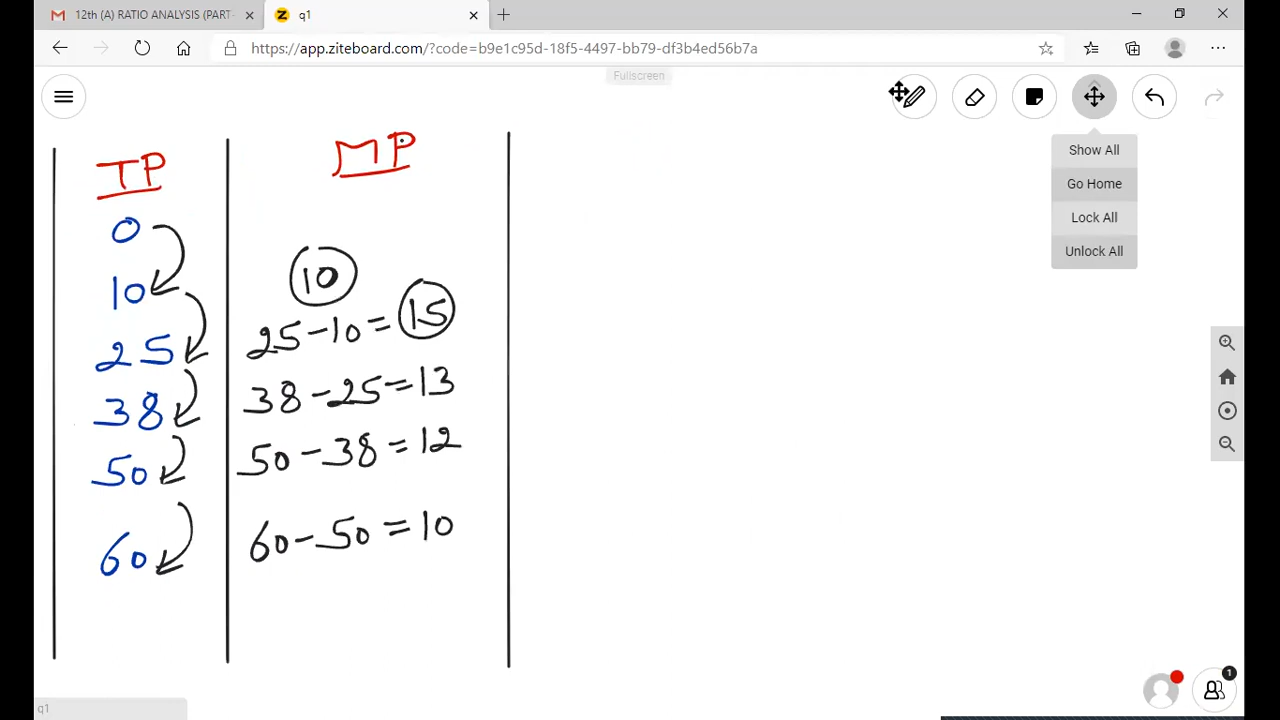 12th (A) RATIO ANALYSIS (PART-
q1
https://app.ziteboard.com/?code=b9e1c95d-18f5-4497-bb79-df3b4ed56b7a
Fullscreen
Show All
Go Home
Lock All
Unlock All
TP MP
0
10 10
25 25-10=15
38 38-25=13
50 50-38=12
60 60-50=10
q1
1